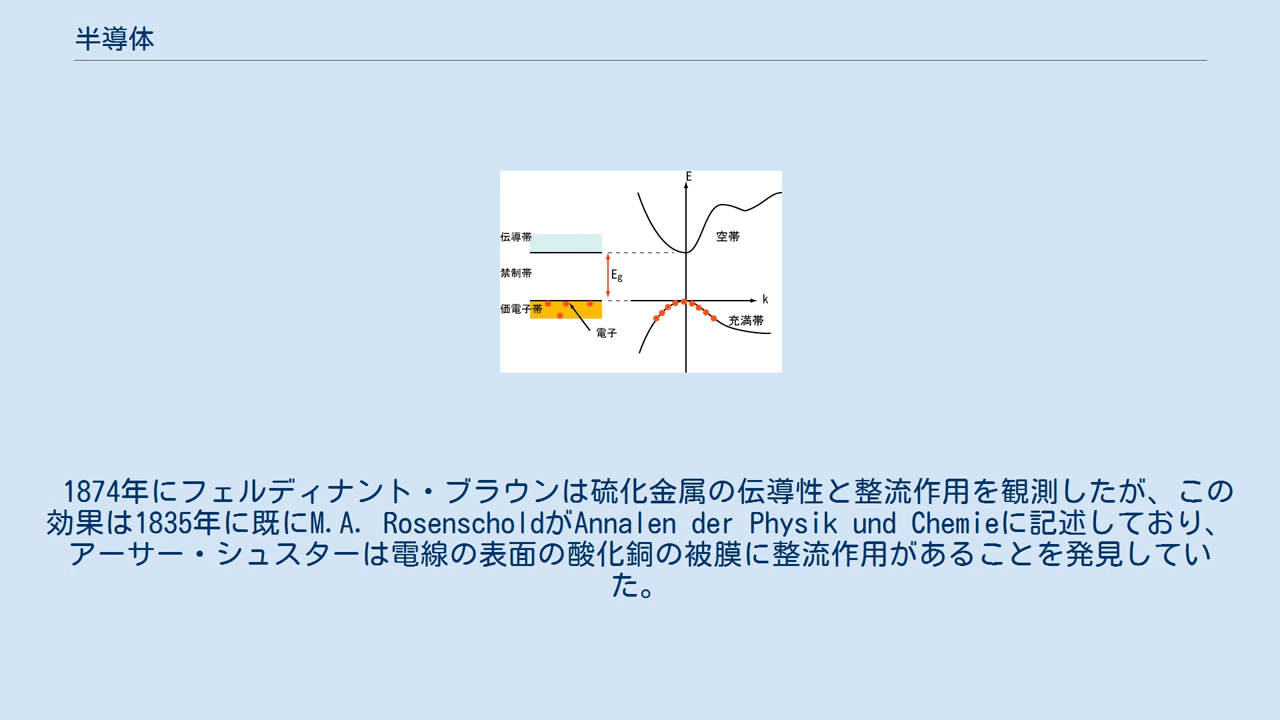 半導体
E
伝導帯
空帯
禁制帯
Eg
k
価電子帯
充満帯
電子
1874年にフェルディナント・ブラウンは硫化金属の伝導性と整流作用を観測したが、この
効果は1835年に既にM.A. RosenscholdがAnnalen der Physik und Chemieに記述しており、
アーサー・シュスターは電線の表面の酸化銅の被膜に整流作用があることを発見してい
た。